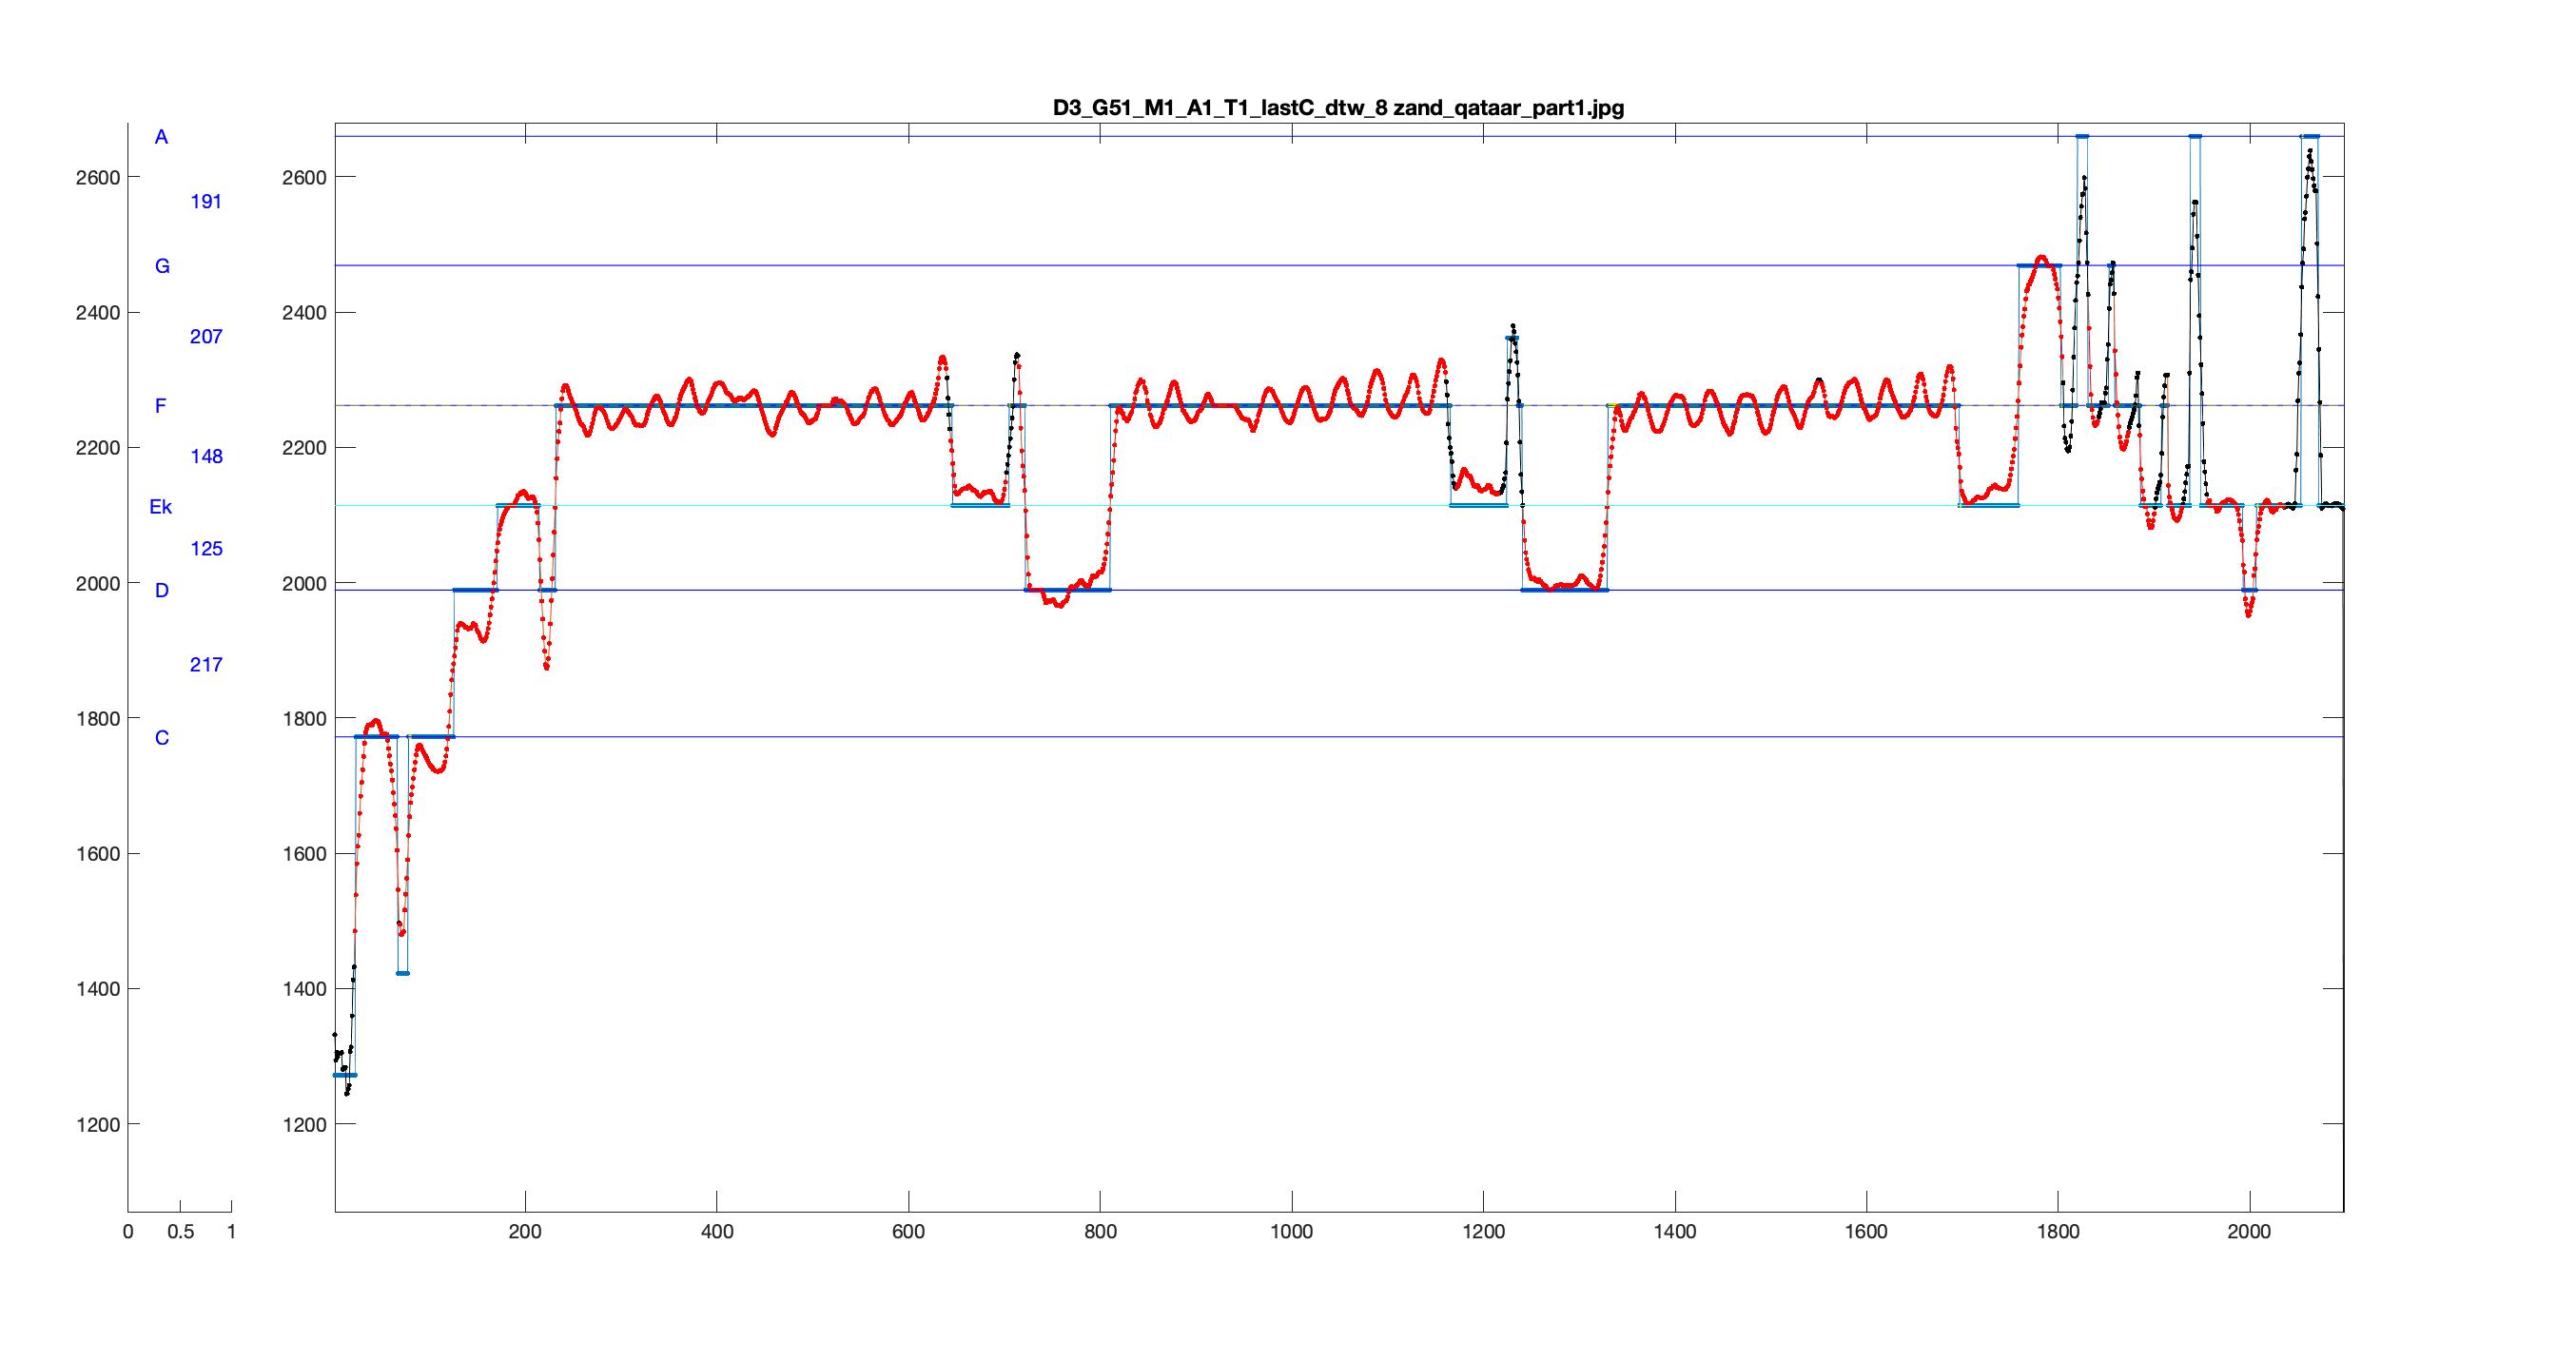 D3_G51_M1_A1_T1_lastC_dtw_8 zand_qataar_part1.jpg
A
2600 2600
191
G
2400 2400
207
F
2200 2200
148
Ek
125
2000 2000
D
217
1800 1800
C
1600 1600
1400 1400
1200 1200
0 0.5 1 200 400 600 800 1000 1200 1400 1600 1800 2000